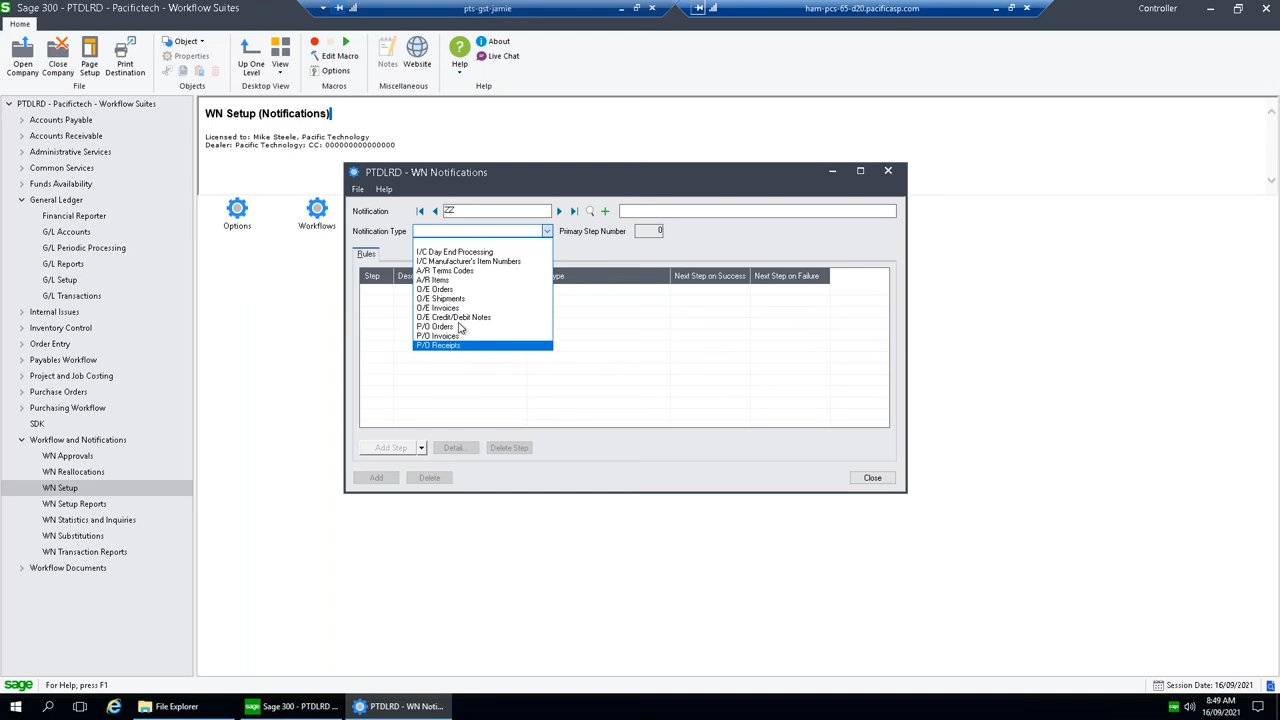 Sage 300 - PTDLRD - Pacifictech - Workflow Suites
pts-gst-jamie
ham-pcs-65-d20.pacificasp.com
Controller
Home
Open Company
Close Company
Page Setup
Print Destination
File
Object
Properties
Objects
Up One Level
View
Desktop View
Edit Macro
Options
Macros
Notes
Website
Miscellaneous
Help
About
Live Chat
Help
PTDLRD - Pacifictech - Workflow Suites
Accounts Payable
Accounts Receivable
Administrative Services
Common Services
Funds Availability
General Ledger
Financial Reporter
G/L Accounts
G/L Periodic Processing
G/L Reports
G/L Setup
G/L Transactions
Internal Issues
Inventory Control
Order Entry
Payables Workflow
Project and Job Costing
Purchase Orders
Purchasing Workflow
SDK
Workflow and Notifications
WN Approvals
WN Reallocations
WN Setup
WN Setup Reports
WN Statistics and Inquiries
WN Substitutions
WN Transaction Reports
Workflow Documents
WN Setup (Notifications)
Licensed to: Mike Steele, Pacific Technology
Dealer: Pacific Technology; CC: 000000000000000
Options
Workflows
PTDLRD - WN Notifications
File Help
Notification ZZ
Notification Type
Primary Step Number 0
Rules
Step
Next Step on Success
Next Step on Failure
I/C Day End Processing
I/C Manufacturer's Item Numbers
A/R Terms Codes
A/R Items
O/E Orders
O/E Shipments
O/E Invoices
O/E Credit/Debit Notes
P/O Orders
P/O Invoices
P/O Receipts
Add Step
Detail...
Delete Step
Add
Delete
Close
sage
For Help, press F1
Session Date: 16/09/2021
File Explorer
Sage 300 - PTDLRD ...
PTDLRD - WN Noti...
8:49 AM
16/09/2021